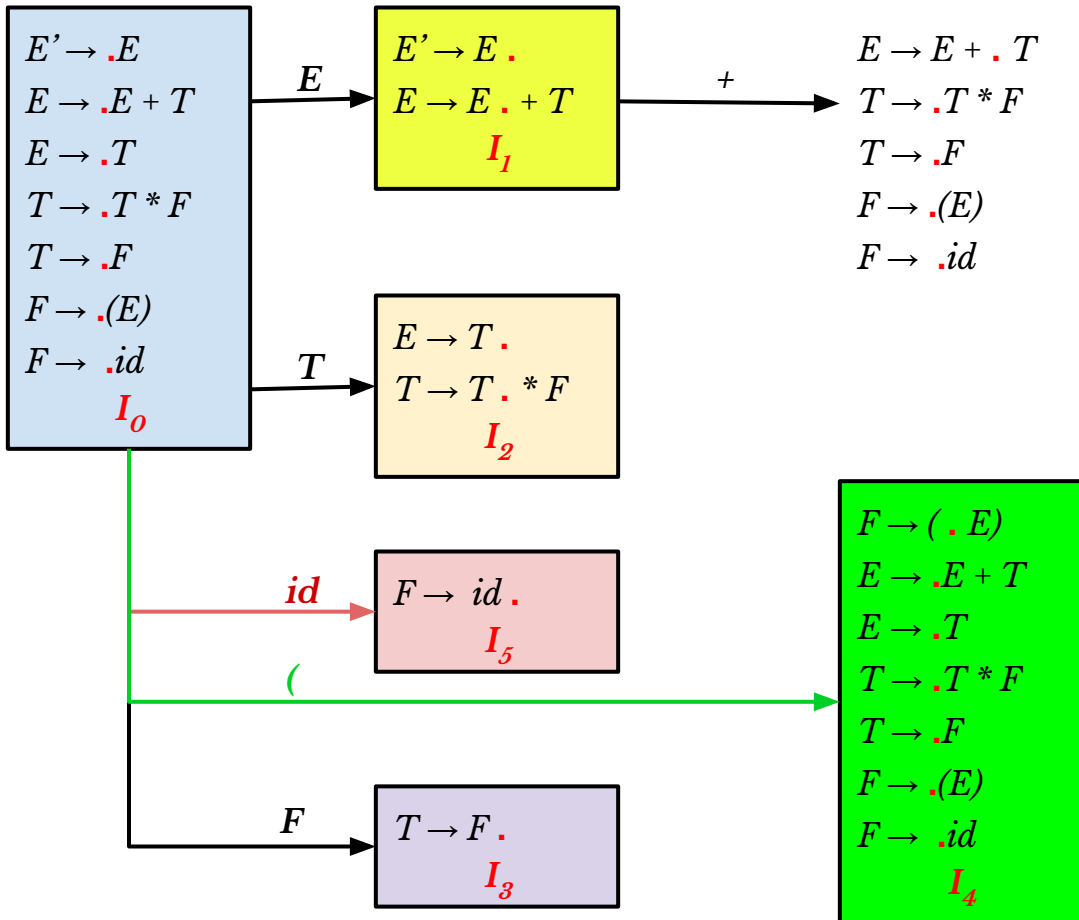 E’ → .E
E → .E + T
E → .T
T → .T * F
T → .F
F → .(E)
F → .id
I0
E
E’ → E .
E → E . + T
I1
+
E → E + . T
T → .T * F
T → .F
F → .(E)
F → .id
T
E → T .
T → T . * F
I2
id
F → id .
I5
(
F → ( . E)
E → .E + T
E → .T
T → .T * F
T → .F
F → .(E)
F → .id
I4
F
T → F .
I3